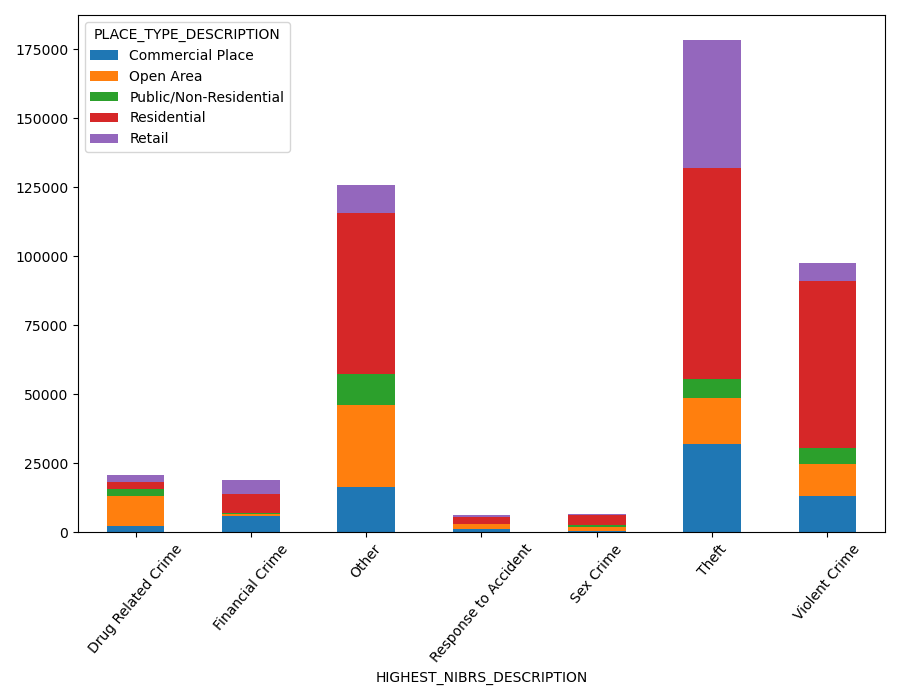 PLACE_TYPE_DESCRIPTION
Commercial Place
Open Area
Public/Non-Residential
Residential
Retail
175000
150000
125000
100000
75000
50000
25000
0
Drug Related Crime
Financial Crime
Other
Response to Accident
Sex Crime
Theft
Violent Crime
HIGHEST_NIBRS_DESCRIPTION